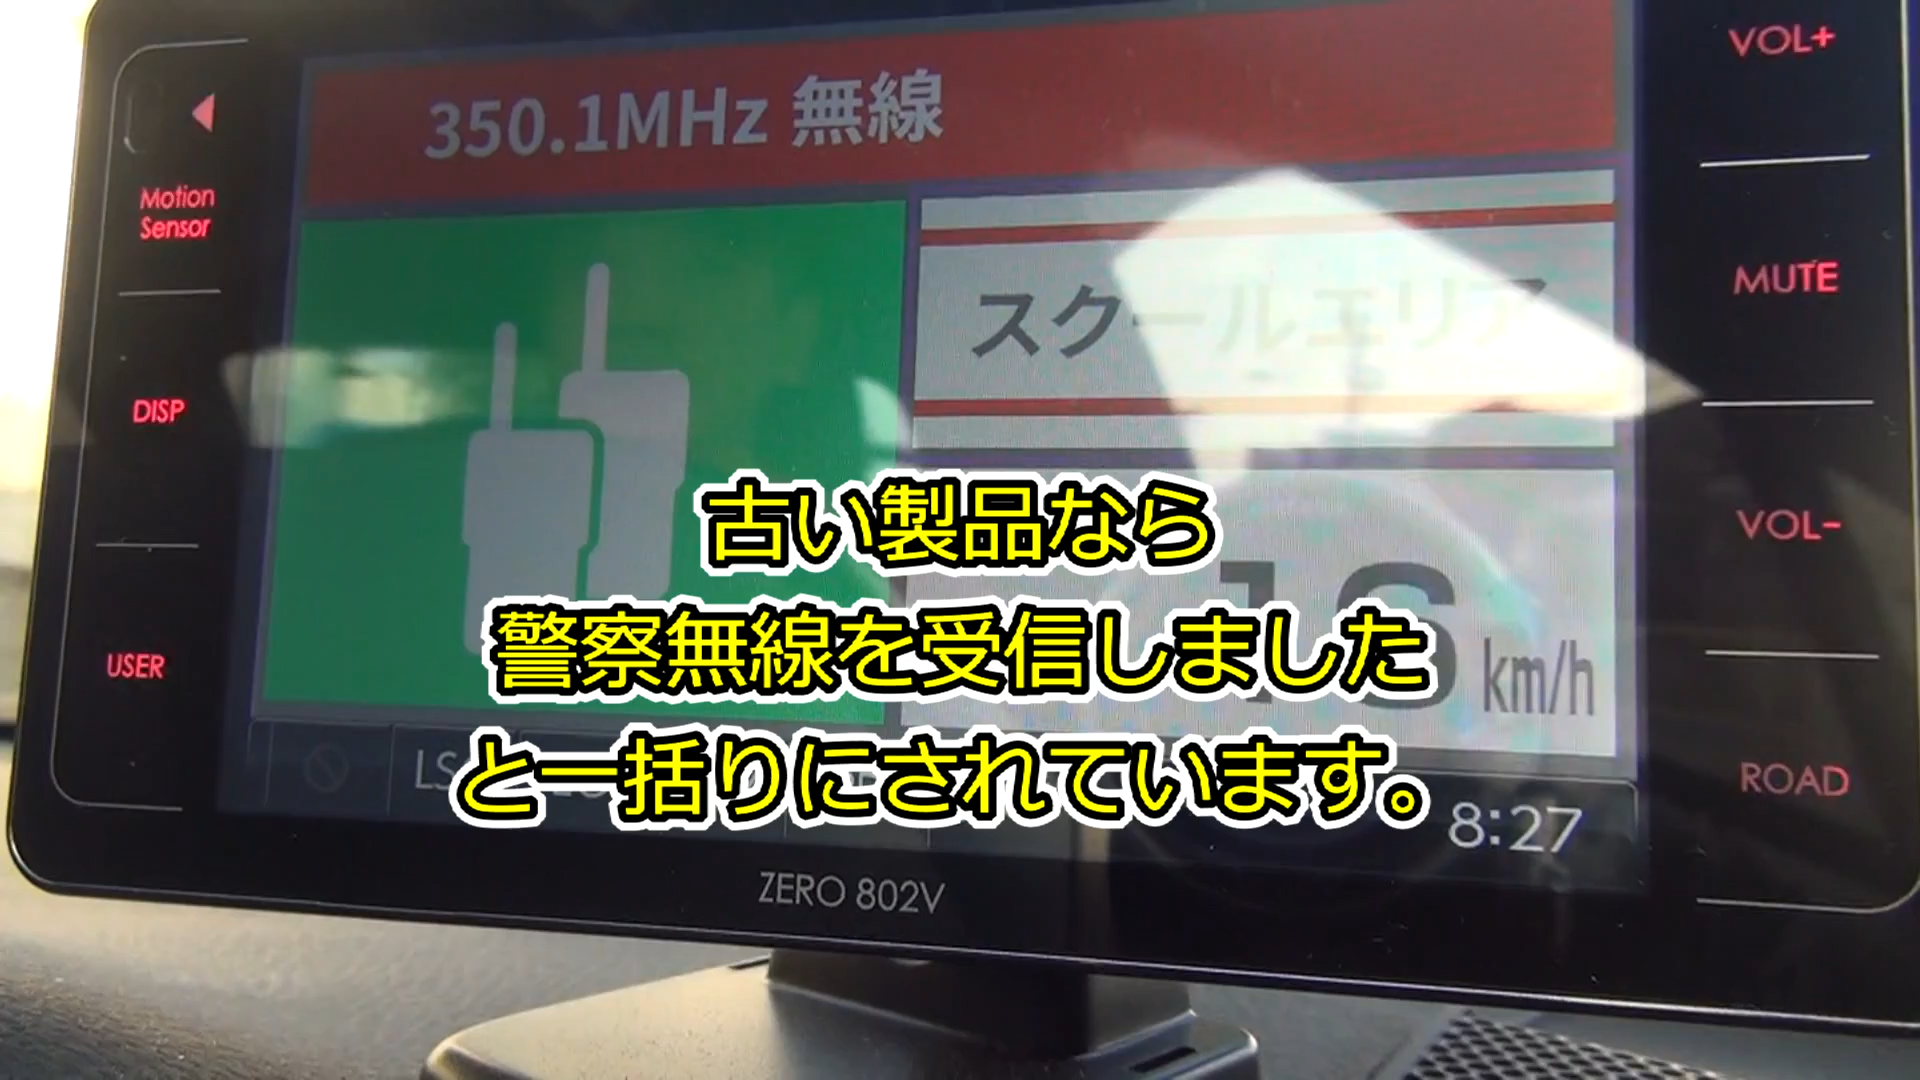 350.1MHz 無線
VOL+
Motion
Sensor
スクールエリア
MUTE
DISP
古い製品なら
VOL-
警察無線を受信しました
km/h
USER
と一括りにされています。
ROAD
8:27
ZERO 802V